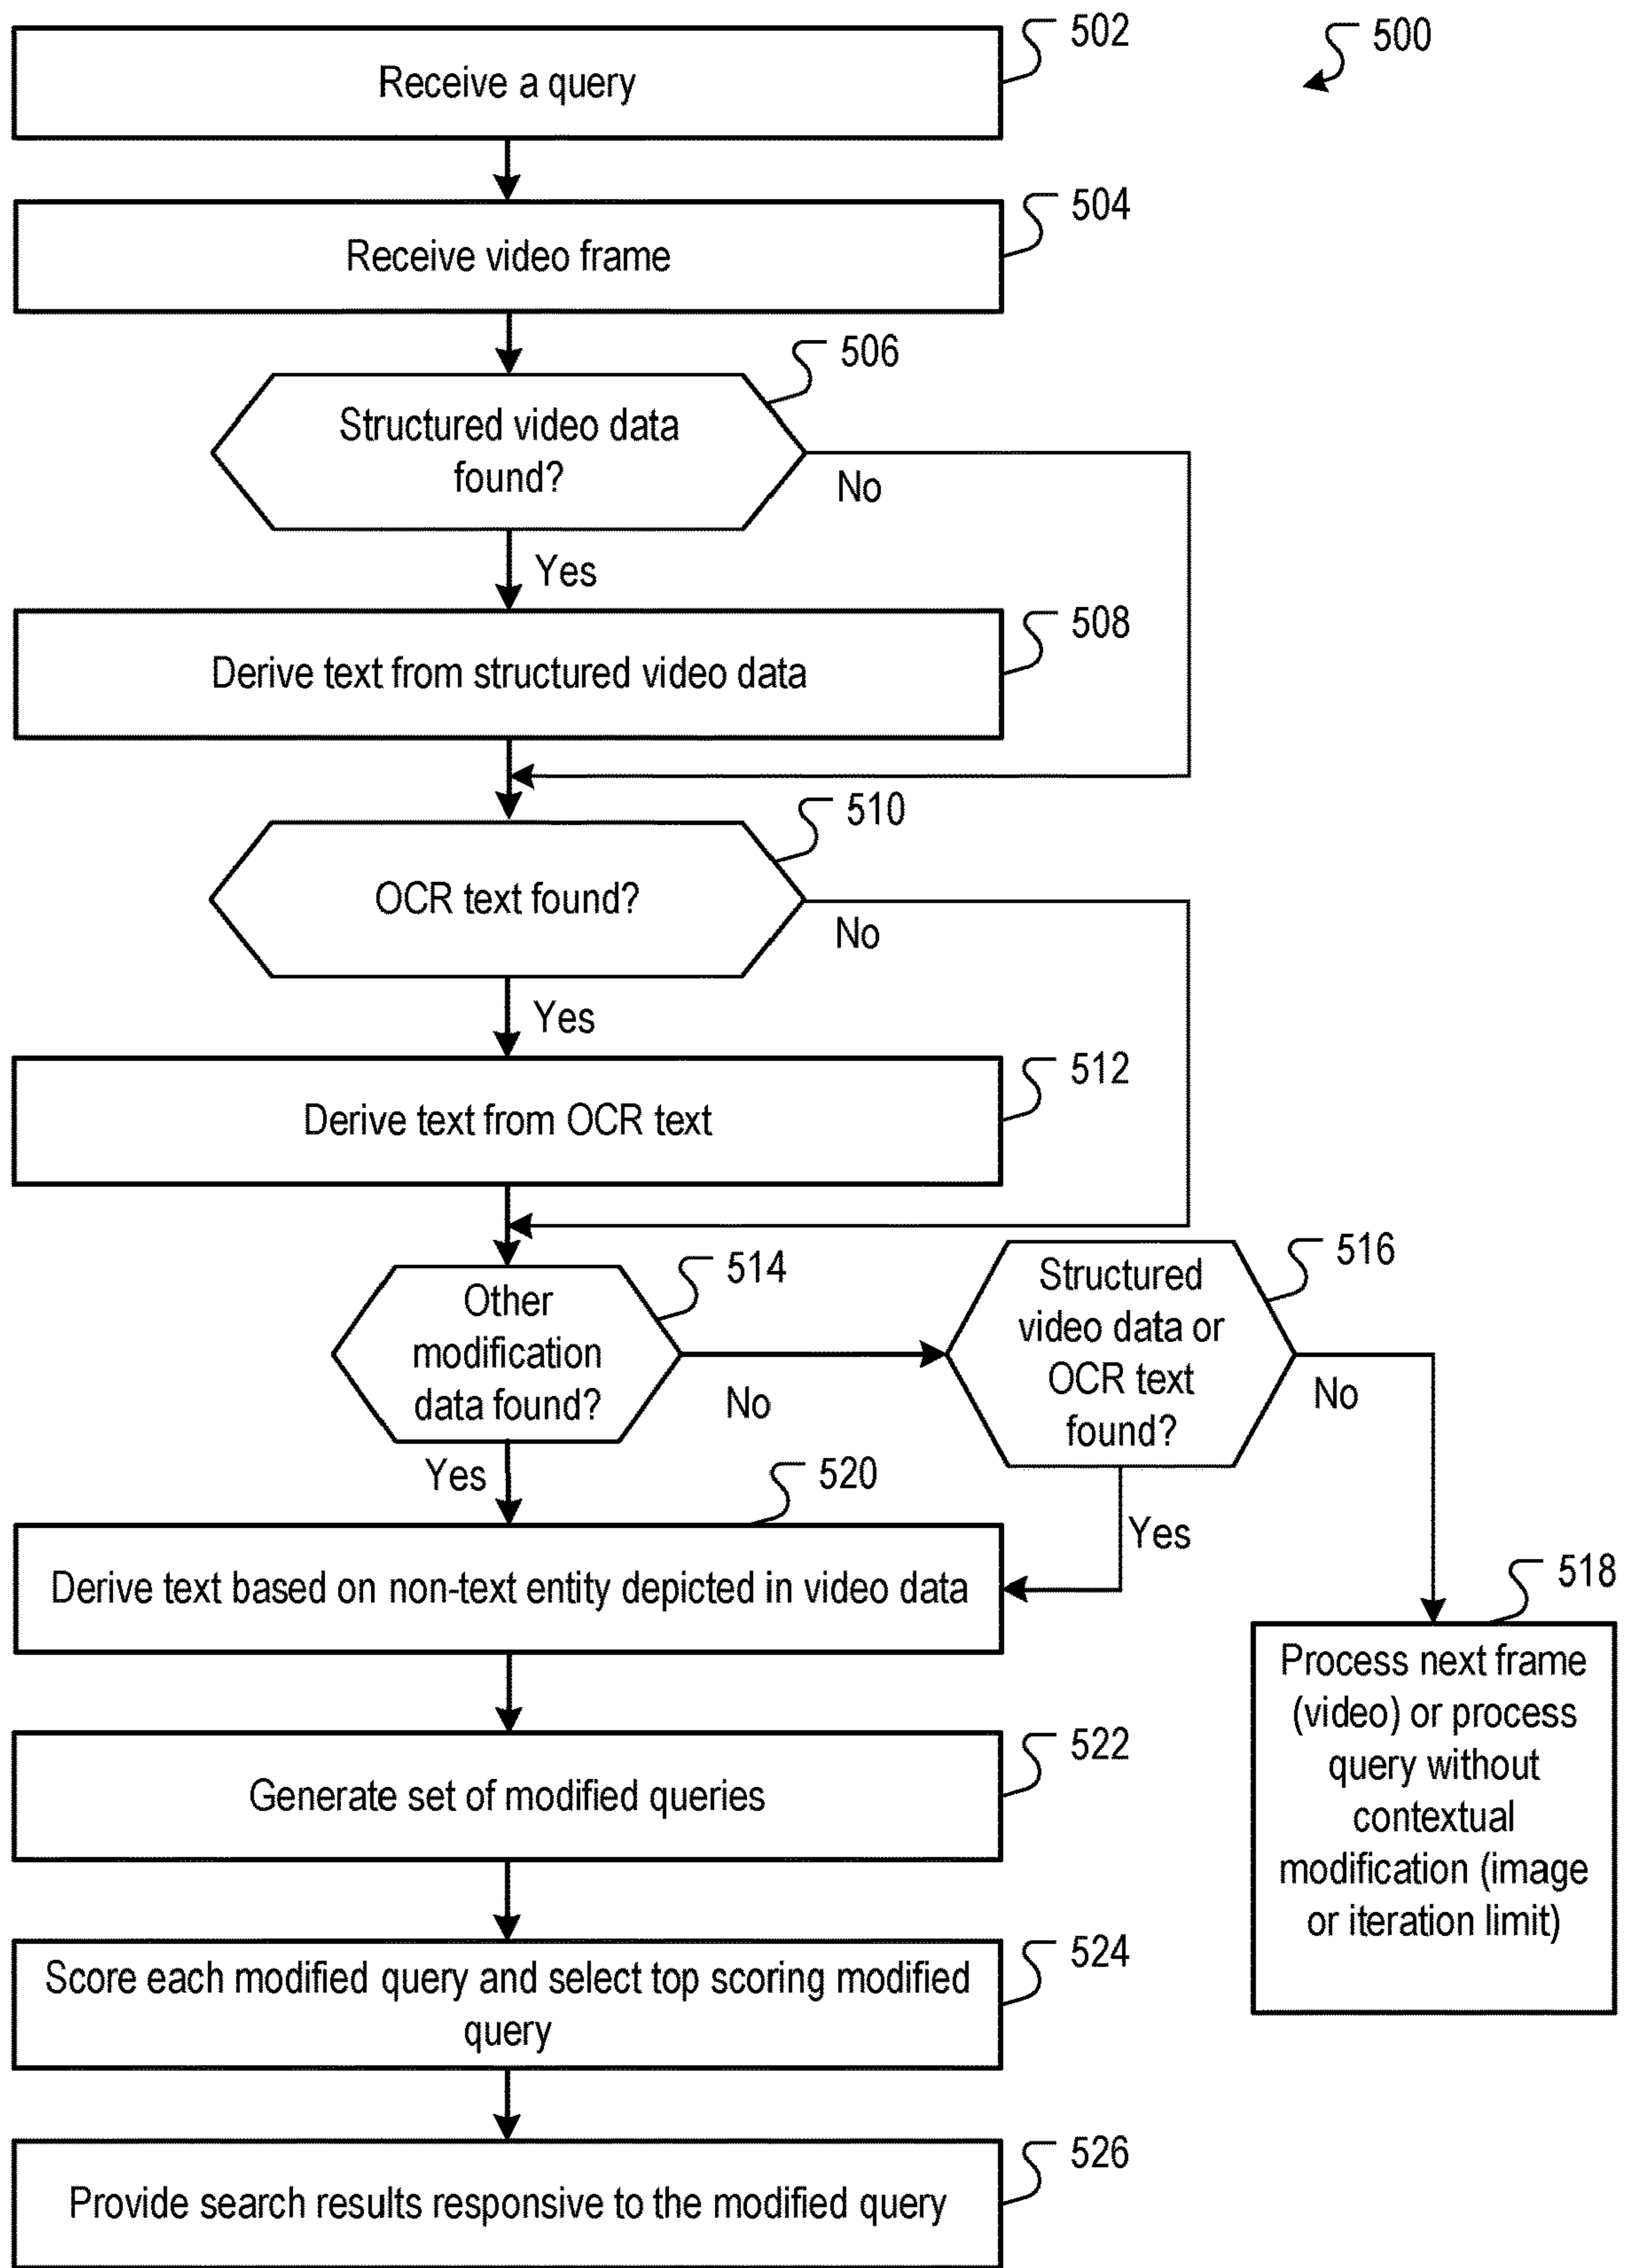 502
500
Receive a query
504
Receive video frame
506
Structured video data
found?
No
Yes
508
Derive text from structured video data
510
OCR text found?
No
Yes
512
Derive text from OCR text
514
516
Other
modification
data found?
No
Structured
video data or
OCR text
found?
No
Yes
520
Yes
Derive text based on non-text entity depicted in video data
518
Process next frame
(video) or process
query without
contextual
modification (image
or iteration limit)
522
Generate set of modified queries
524
Score each modified query and select top scoring modified
query
526
Provide search results responsive to the modified query